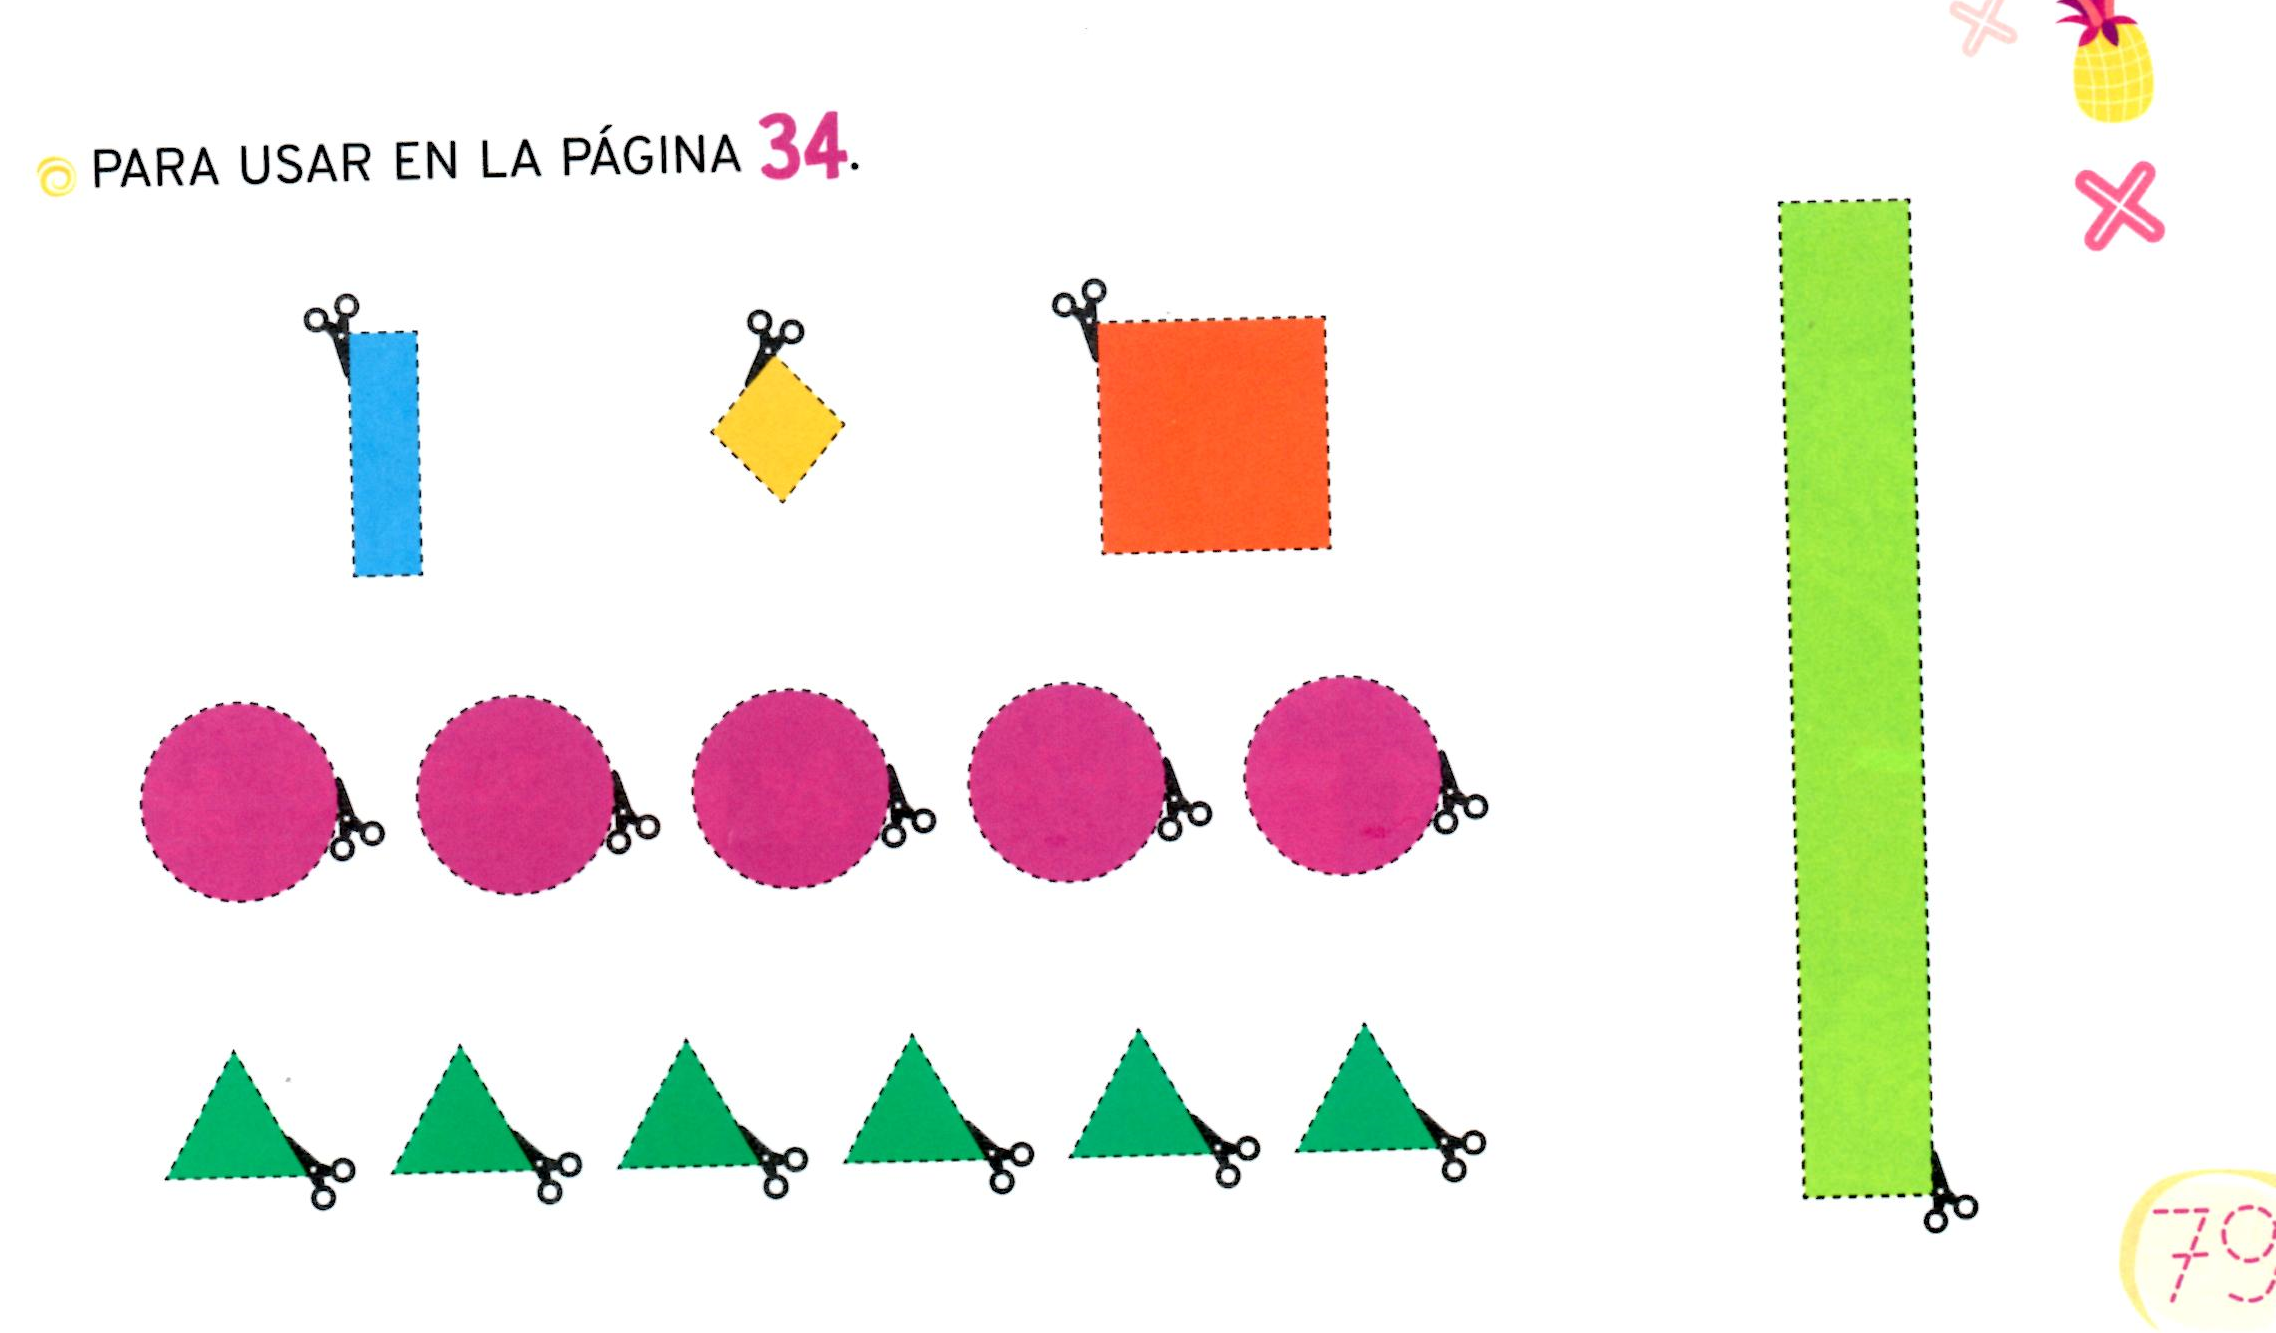 PARA USAR EN LA PÁGINA 34.
79